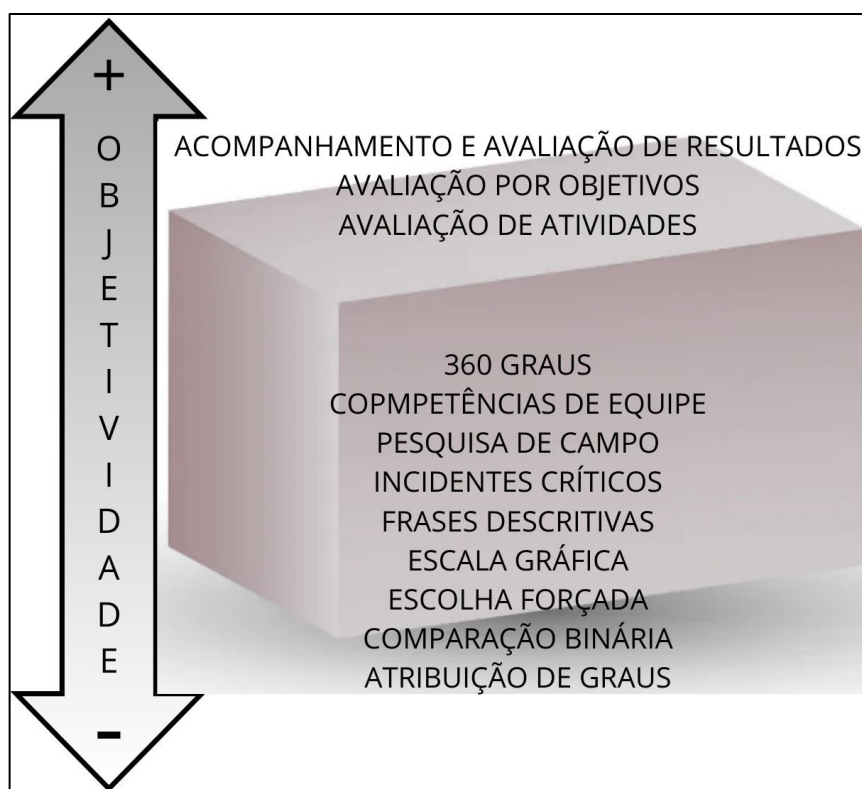 +
OBJETIVIDADE
-
ACOMPANHAMENTO E AVALIAÇÃO DE RESULTADOS
AVALIAÇÃO POR OBJETIVOS
AVALIAÇÃO DE ATIVIDADES
360 GRAUS
COPMPETÊNCIAS DE EQUIPE
PESQUISA DE CAMPO
INCIDENTES CRÍTICOS
FRASES DESCRITIVAS
ESCALA GRÁFICA
ESCOLHA FORÇADA
COMPARAÇÃO BINÁRIA
ATRIBUIÇÃO DE GRAUS